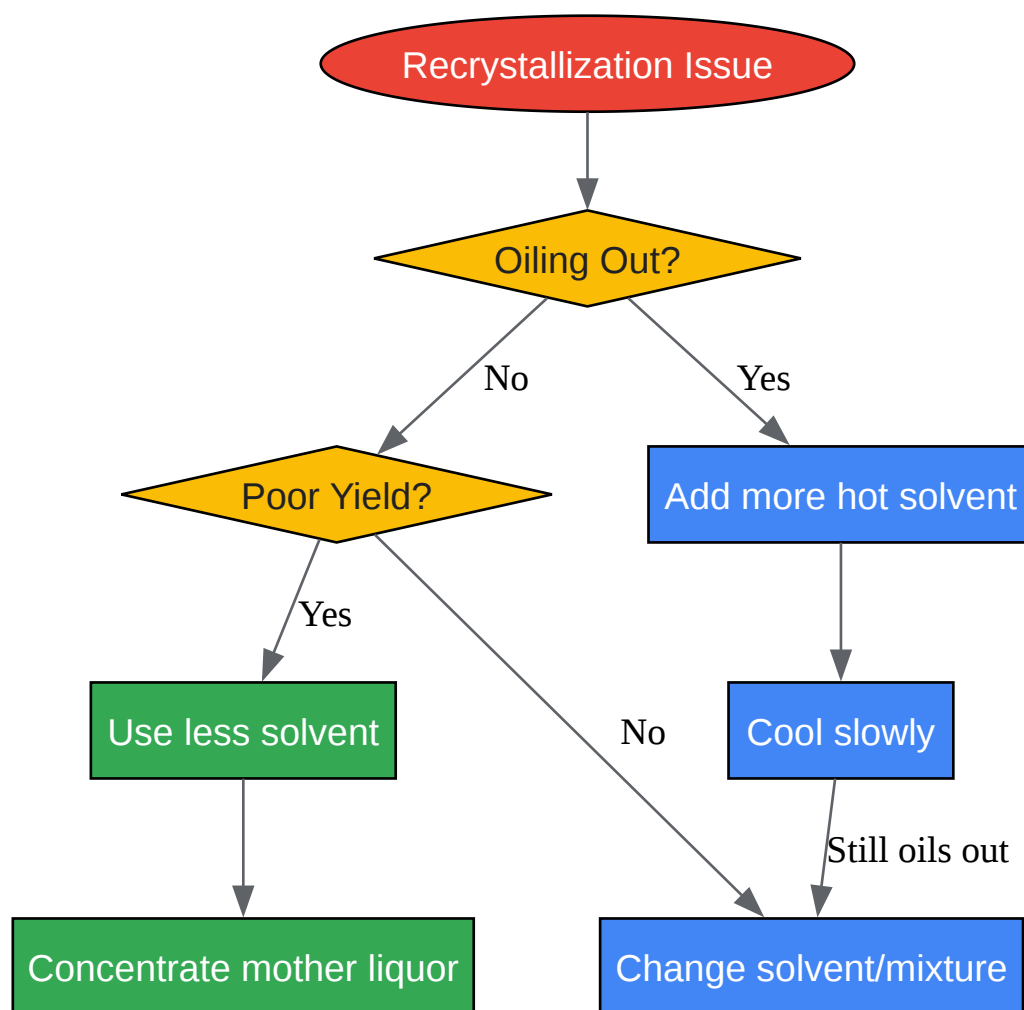 Recrystallization Issue
Oiling Out?
No
Yes
Poor Yield?
Add more hot solvent
Yes
Use less solvent
No
Cool slowly
Still oils out
Concentrate mother liquor
Change solvent/mixture